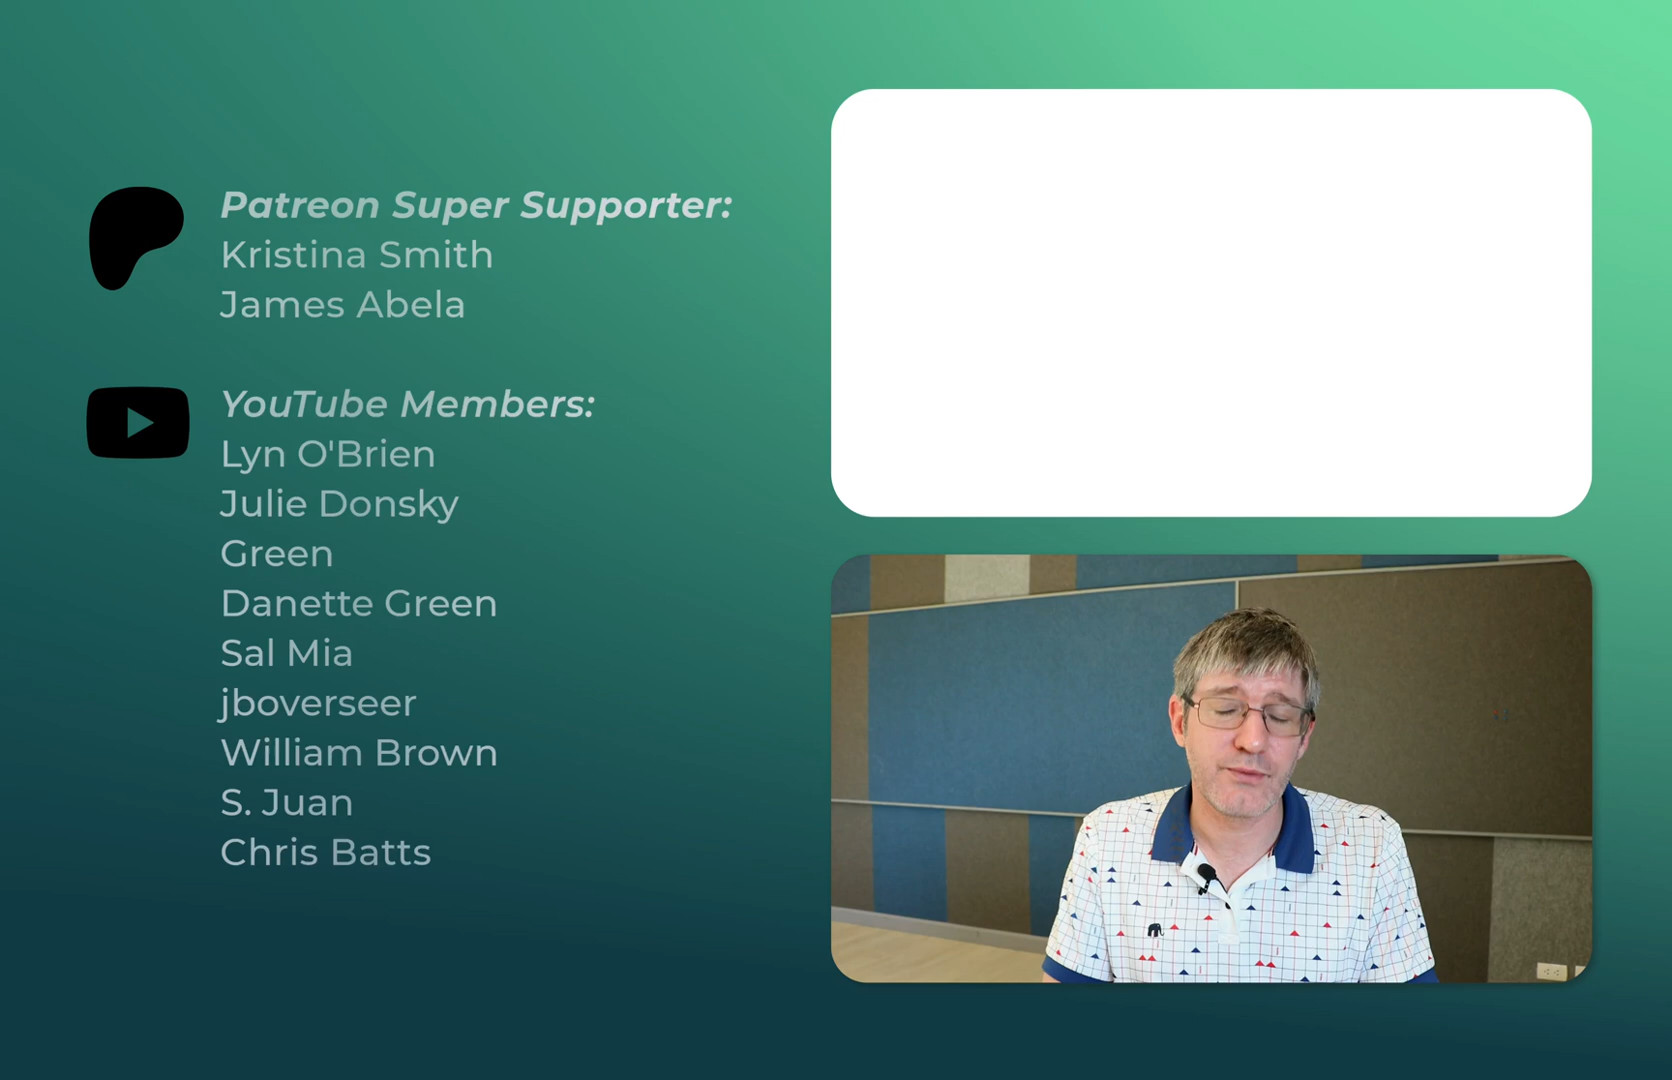 Patreon Super Supporter:
Kristina Smith
James Abela
YouTube Members:
Lyn O'Brien
Julie Donsky
Green
Danette Green
Sal Mia
jboverseer
William Brown
S. Juan
Chris Batts